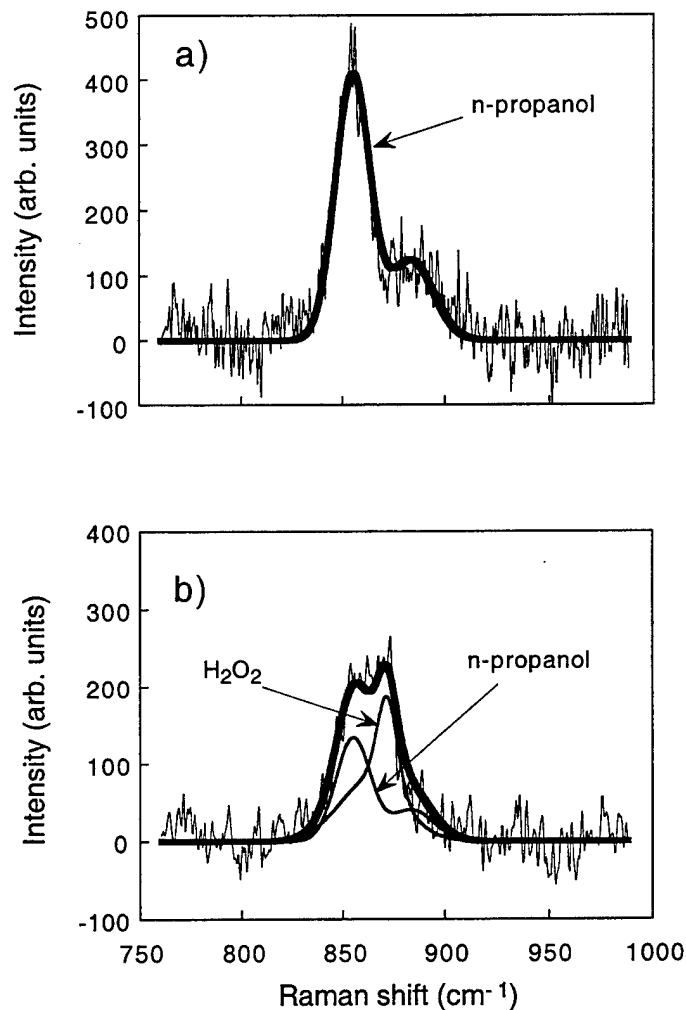 500
400
300
200
100
0
-100
Intensity (arb. units)
a)
n-propanol
400
300
200
100
0
-100
Intensity (arb. units)
b)
H₂O₂
n-propanol
750 800 850 900 950 1000
Raman shift (cm⁻¹)